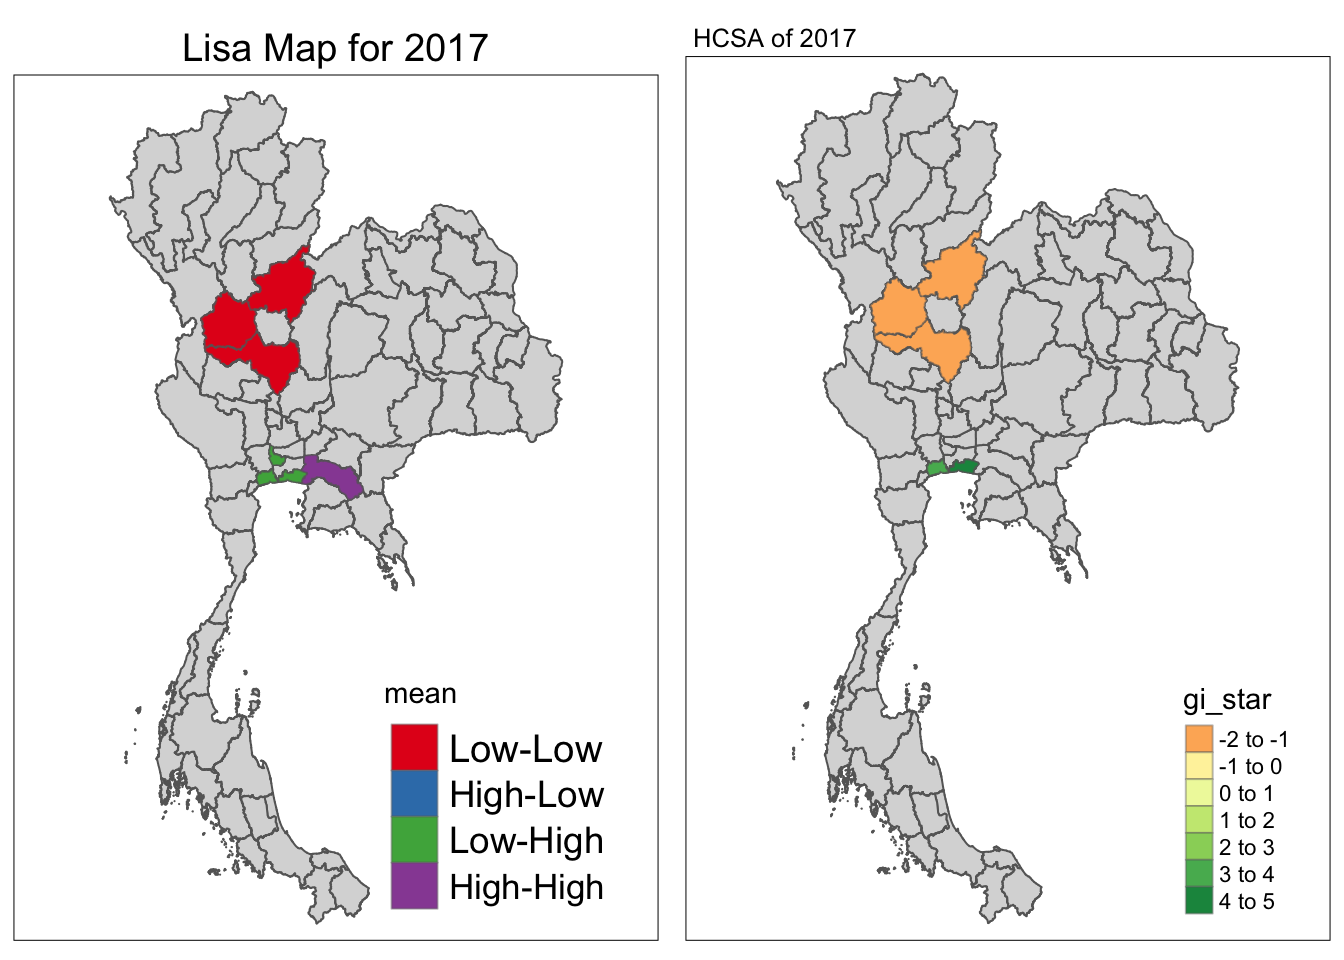 Lisa Map for 2017
mean
Low-Low
High-Low
Low-High
High-High
HCSA of 2017
gi_star
-2 to -1
-1 to 0
0 to 1
1 to 2
2 to 3
3 to 4
4 to 5